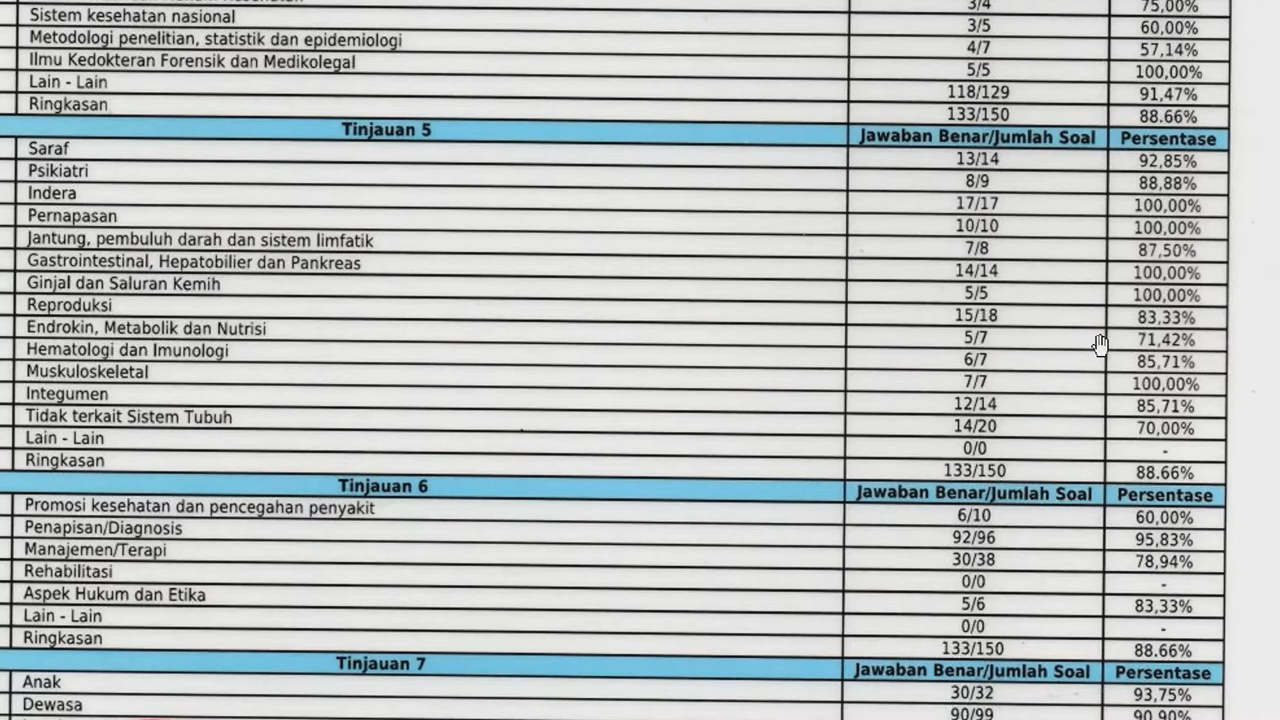 3/4 75,00%
Sistem kesehatan nasional 3/5 60,00%
Metodologi penelitian, statistik dan epidemiologi 4/7 57,14%
Ilmu Kedokteran Forensik dan Medikolegal 5/5 100,00%
Lain - Lain 118/129 91,47%
Ringkasan 133/150 88.66%
Tinjauan 5 Jawaban Benar/Jumlah Soal Persentase
Saraf 13/14 92,85%
Psikiatri 8/9 88,88%
Indera 17/17 100,00%
Pernapasan 10/10 100,00%
Jantung, pembuluh darah dan sistem limfatik 7/8 87,50%
Gastrointestinal, Hepatobilier dan Pankreas 14/14 100,00%
Ginjal dan Saluran Kemih 5/5 100,00%
Reproduksi 15/18 83,33%
Endrokin, Metabolik dan Nutrisi 5/7 71,42%
Hematologi dan Imunologi 6/7 85,71%
Muskuloskeletal 7/7 100,00%
Integumen 12/14 85,71%
Tidak terkait Sistem Tubuh 14/20 70,00%
Lain - Lain 0/0 -
Ringkasan 133/150 88.66%
Tinjauan 6 Jawaban Benar/Jumlah Soal Persentase
Promosi kesehatan dan pencegahan penyakit 6/10 60,00%
Penapisan/Diagnosis 92/96 95,83%
Manajemen/Terapi 30/38 78,94%
Rehabilitasi 0/0 -
Aspek Hukum dan Etika 5/6 83,33%
Lain - Lain 0/0 -
Ringkasan 133/150 88.66%
Tinjauan 7 Jawaban Benar/Jumlah Soal Persentase
Anak 30/32 93,75%
Dewasa 90/99 90,90%